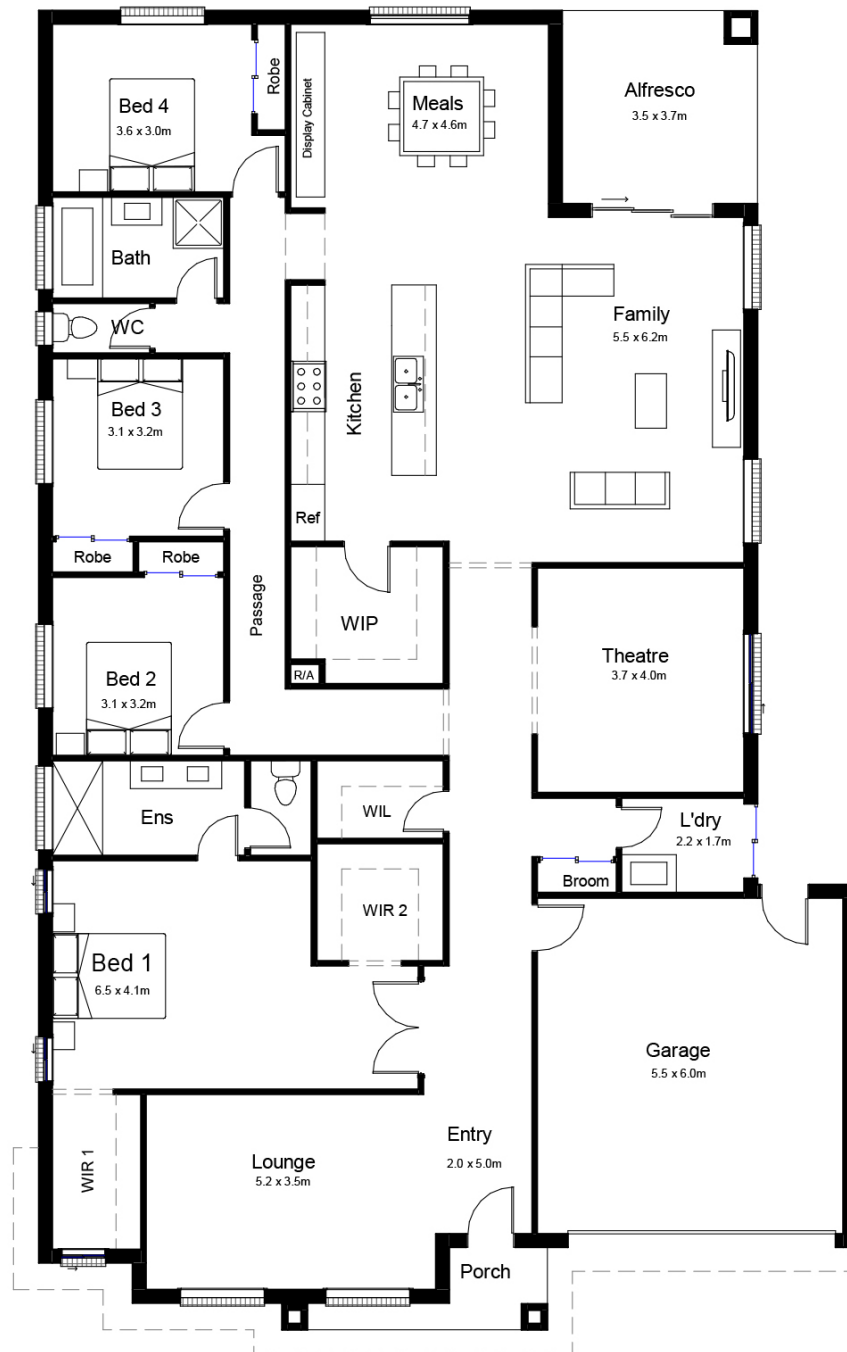 Bed 4
3.6 x 3.0m
Robe
Display Cabinet
Meals
4.7 x 4.6m
Alfresco
3.5 x 3.7m
Bath
WC
Family
5.5 x 6.2m
Kitchen
Bed 3
3.1 x 3.2m
Ref
Robe
Robe
Passage
WIP
R/A
Theatre
3.7 x 4.0m
Bed 2
3.1 x 3.2m
Ens
WIL
L'dry
2.2 x 1.7m
Broom
WIR 2
Bed 1
6.5 x 4.1m
Garage
5.5 x 6.0m
Entry
2.0 x 5.0m
WIR 1
Lounge
5.2 x 3.5m
Porch